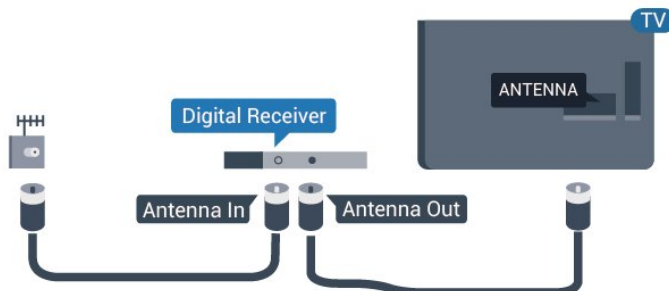 TV
ANTENNA
Digital Receiver
Antenna In
Antenna Out